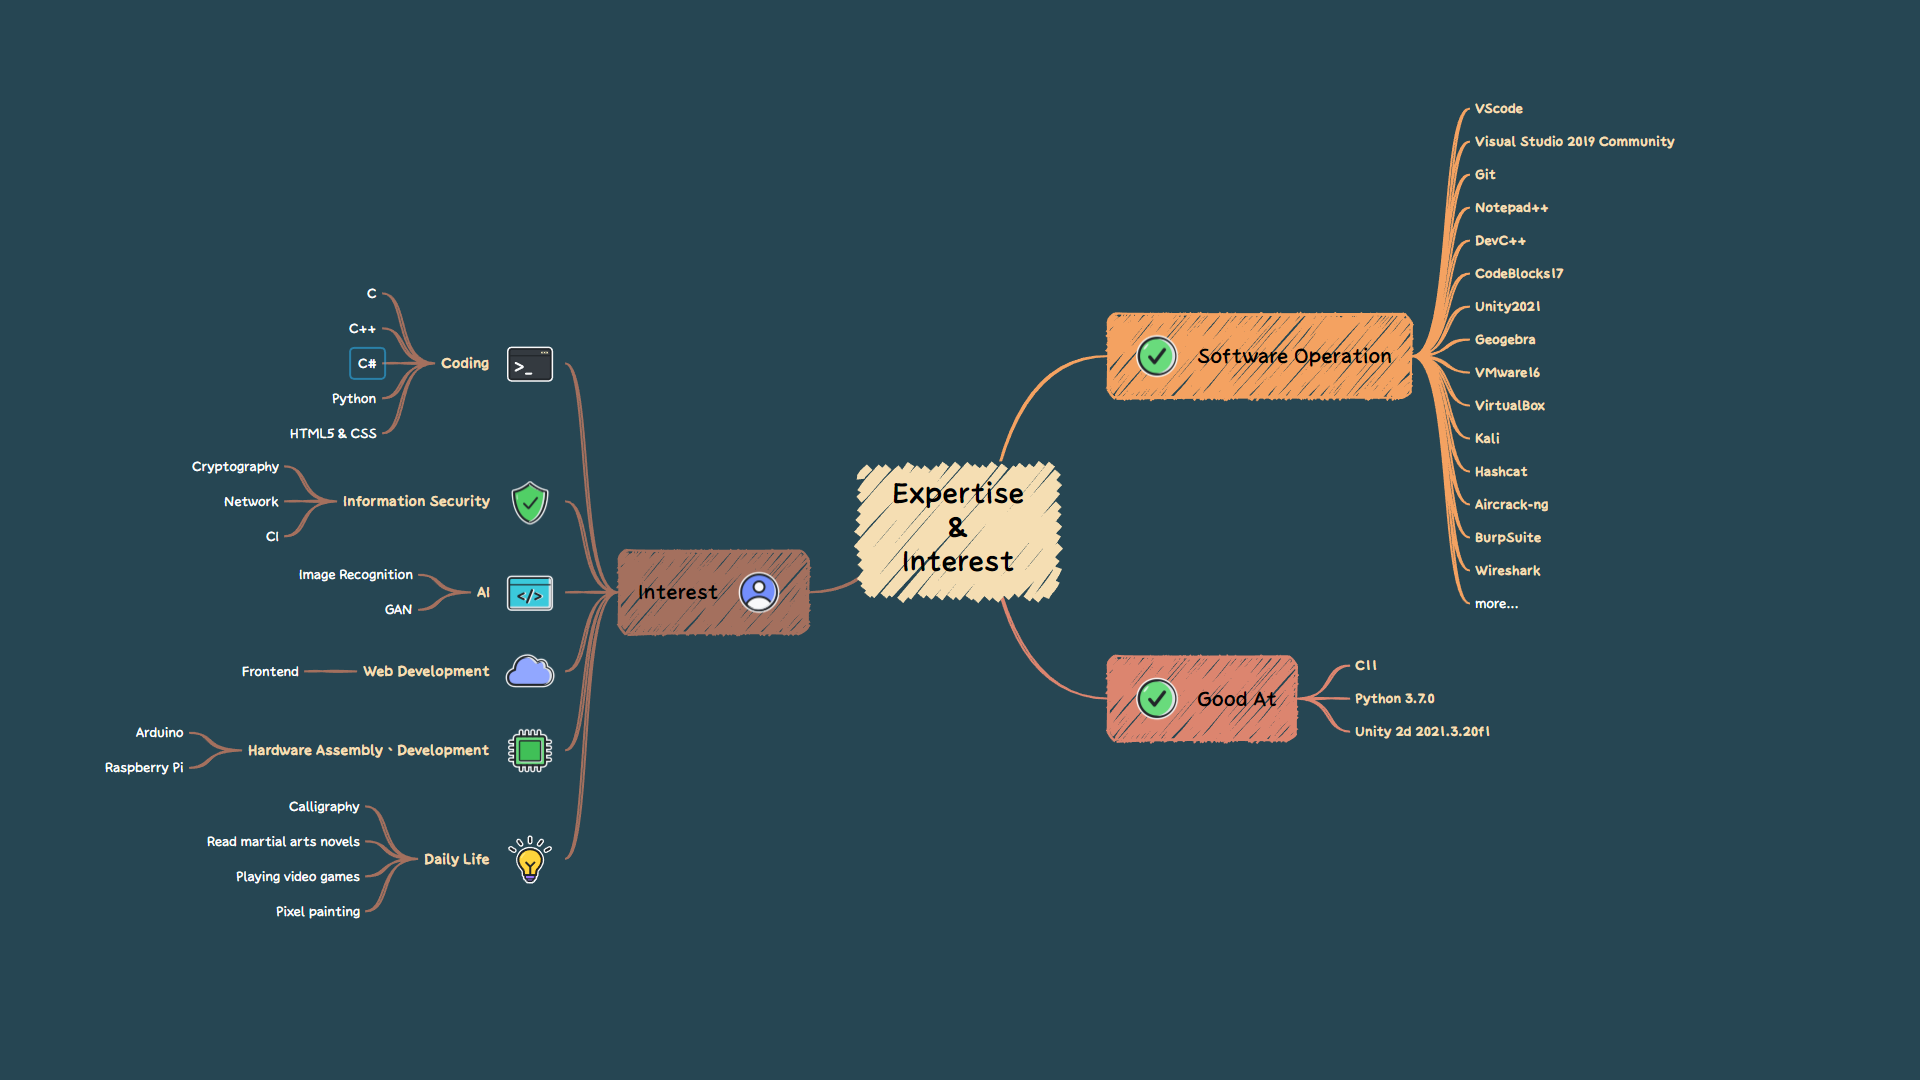 Expertise
&
Interest
Software Operation
VScode
Visual Studio 2019 Community
Git
Notepad++
DevC++
CodeBlocks17
Unity2021
Geogebra
VMware16
VirtualBox
Kali
Hashcat
Aircrack-ng
BurpSuite
Wireshark
more...
Good At
C11
Python 3.7.0
Unity 2d 2021.3.20f1
Interest
Coding
C
C++
C#
Python
HTML5 & CSS
Information Security
Cryptography
Network
CI
AI
Image Recognition
GAN
Web Development
Frontend
Hardware Assembly、Development
Arduino
Raspberry Pi
Daily Life
Calligraphy
Read martial arts novels
Playing video games
Pixel painting
>_
</>